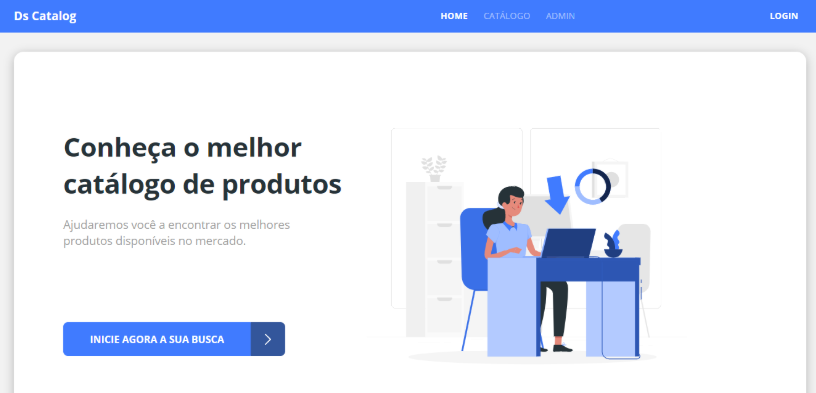 Ds Catalog
HOME
CATÁLOGO
ADMIN
LOGIN
Conheça o melhor
catálogo de produtos
Ajudaremos você a encontrar os melhores
produtos disponíveis no mercado.
INICIE AGORA A SUA BUSCA